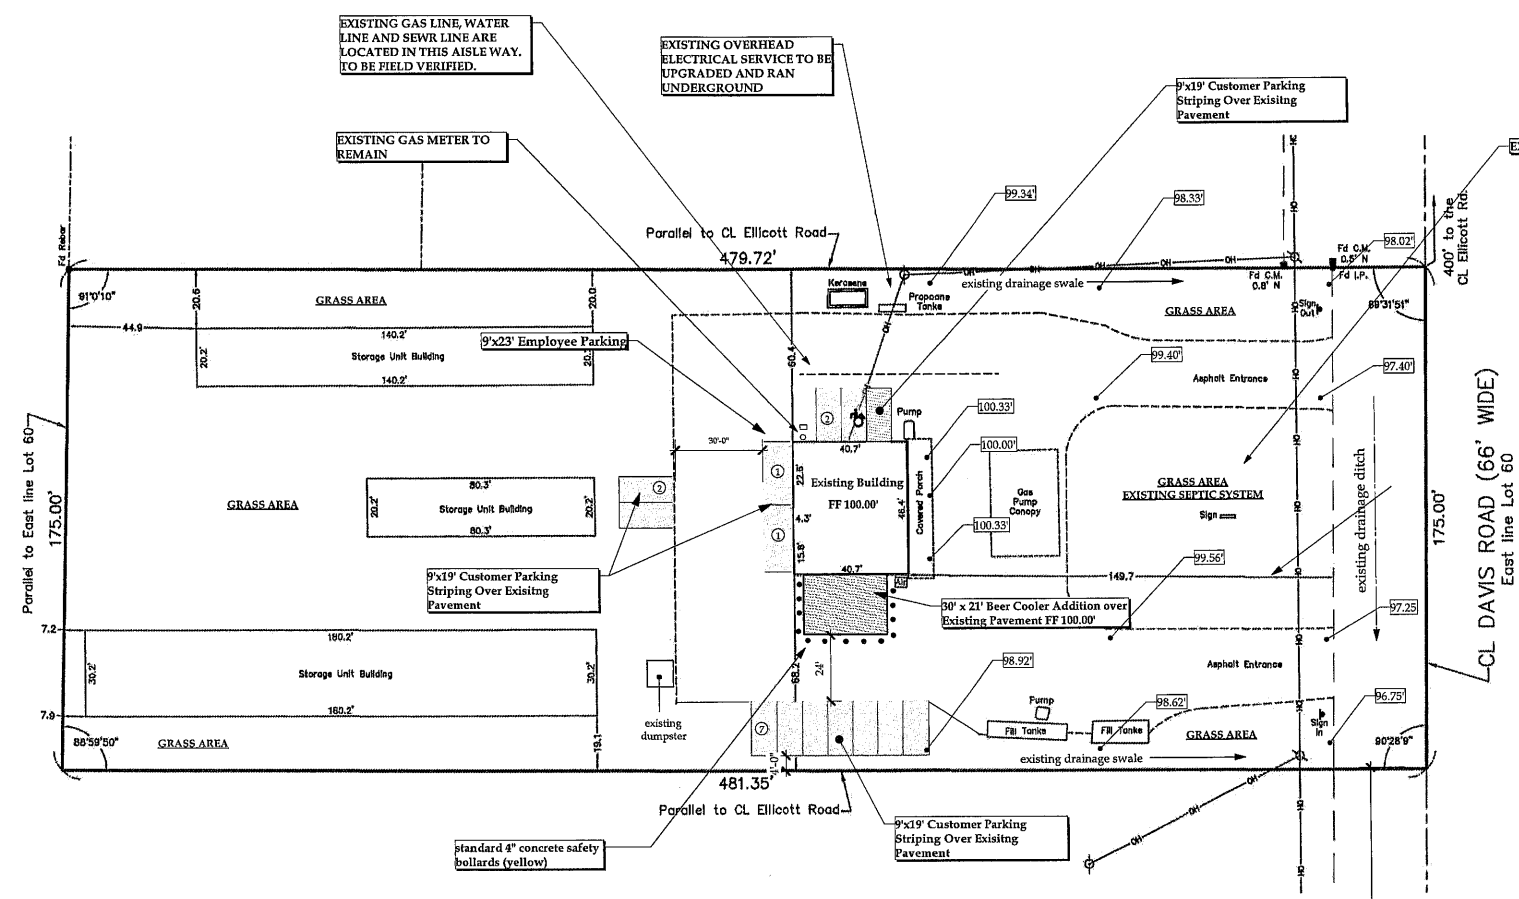 EXISTING GAS LINE, WATER
LINE AND SEWR LINE ARE
LOCATED IN THIS AISLE WAY.
TO BE FIELD VERIFIED.
EXISTING OVERHEAD
ELECTRICAL SERVICE TO BE
UPGRADED AND RAN
UNDERGROUND
9'x19' Customer Parking
Striping Over Exisitng
Pavement
EXISTING GAS METER TO
REMAIN
Fd Rebar
Parallel to CL Ellicott Road
479.72'
99.34'
98.33'
98.02'
400' to the
CL Ellicott Rd.
Fd C.M.
0.5' N
Fd C.M.
0.8' N
Fd I.P.
91°0'10"
GRASS AREA
20.6
20.0
Kerosene
Propane
Tanks
existing drainage swale
GRASS AREA
Sign
Out
89°31'51"
OH
OH
OH
OH
OH
44.9
140.2'
9'x23' Employee Parking
Storage Unit Building
20.2'
140.2'
60.4
99.40'
Asphalt Entrance
97.40'
2
Pump
100.33'
30'-0"
40.7'
1
22.5'
Existing Building
FF 100.00'
4.3'
1
15.8'
48.4'
Covered Porch
40.7'
Air
100.00'
100.33'
Gas
Pump
Canopy
GRASS AREA
EXISTING SEPTIC SYSTEM
Sign
existing drainage ditch
Parallel to East line Lot 60
175.00'
GRASS AREA
80.3'
20.2'
Storage Unit Building
20.2'
80.3'
2
175.00'
CL DAVIS ROAD (66' WIDE)
East line Lot 60
9'x19' Customer Parking
Striping Over Exisitng
Pavement
149.7
99.56'
30' x 21' Beer Cooler Addition over
Existing Pavement FF 100.00'
97.25
7.2
180.2'
30.2'
Storage Unit Building
30.2'
180.2'
7.9
68.2
24'
98.92'
Asphalt Entrance
96.75'
98.62'
existing
dumpster
7
Pump
Fill Tanks
Fill Tanks
Sign
In
GRASS AREA
88°59'50"
GRASS AREA
19.1
4'-0"
existing drainage swale
90°28'9"
481.35'
Parallel to CL Ellicott Road
standard 4" concrete safety
bollards (yellow)
9'x19' Customer Parking
Striping Over Exisitng
Pavement
OH
OH